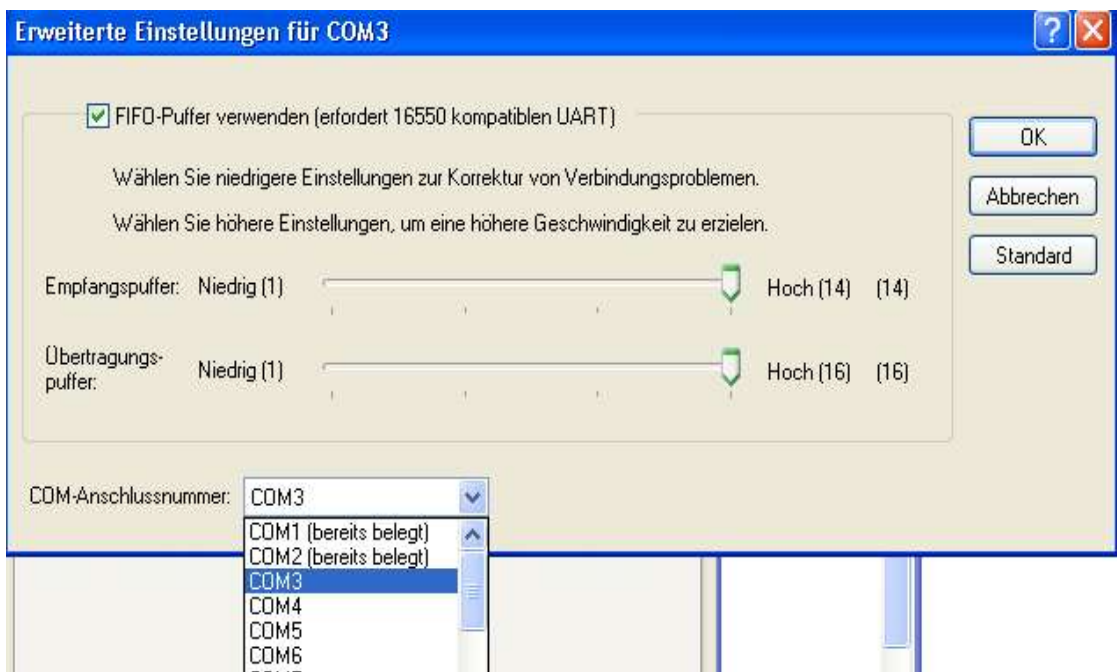 Erweiterte Einstellungen für COM3
FIFO-Puffer verwenden (erfordert 16550 kompatiblen UART)
OK
Wählen Sie niedrigere Einstellungen zur Korrektur von Verbindungsproblemen.
Abbrechen
Wählen Sie höhere Einstellungen, um eine höhere Geschwindigkeit zu erzielen.
Standard
Empfangspuffer: Niedrig (1) Hoch (14) (14)
Übertragungs-
puffer: Niedrig (1) Hoch (16) (16)
COM-Anschlussnummer: COM3
COM1 (bereits belegt)
COM2 (bereits belegt)
COM3
COM4
COM5
COM6